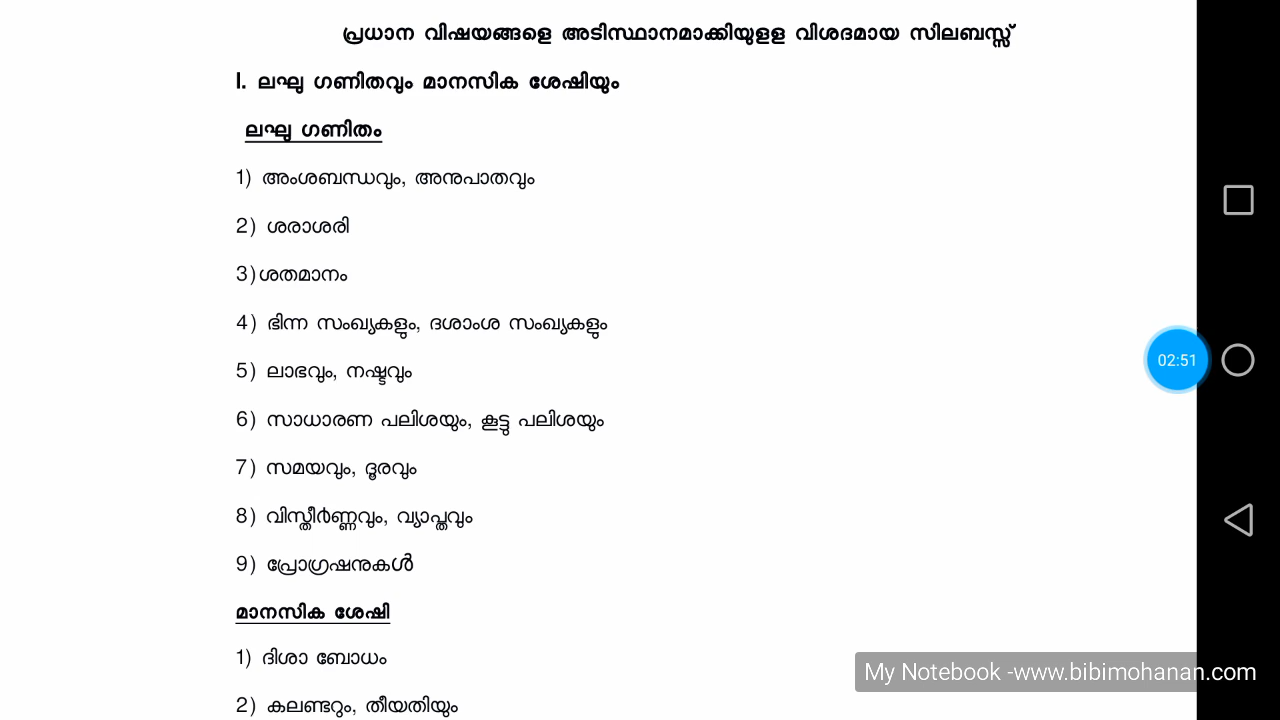 പ്രധാന വിഷയങ്ങളെ അടിസ്ഥാനമാക്കിയുളള വിശദമായ സിലബസ്സ്
I. ലഘു ഗണിതവും മാനസിക ശേഷിയും
ലഘു ഗണിതം
1) അംശബന്ധവും, അനുപാതവും
2) ശരാശരി
3)ശതമാനം
4) ഭിന്ന സംഖ്യകളും, ദശാംശ സംഖ്യകളും
5) ലാഭവും, നഷ്ടവും
02:51
6) സാധാരണ പലിശയും, കൂട്ടു പലിശയും
7) സമയവും, ദൂരവും
8) വിസ്തീർണ്ണവും, വ്യാപ്തവും
9) പ്രോഗ്രഷനുകൾ
മാനസിക ശേഷി
1) ദിശാ ബോധം
My Notebook -www.bibimohanan.com
2) കലണ്ടറും, തീയതിയും